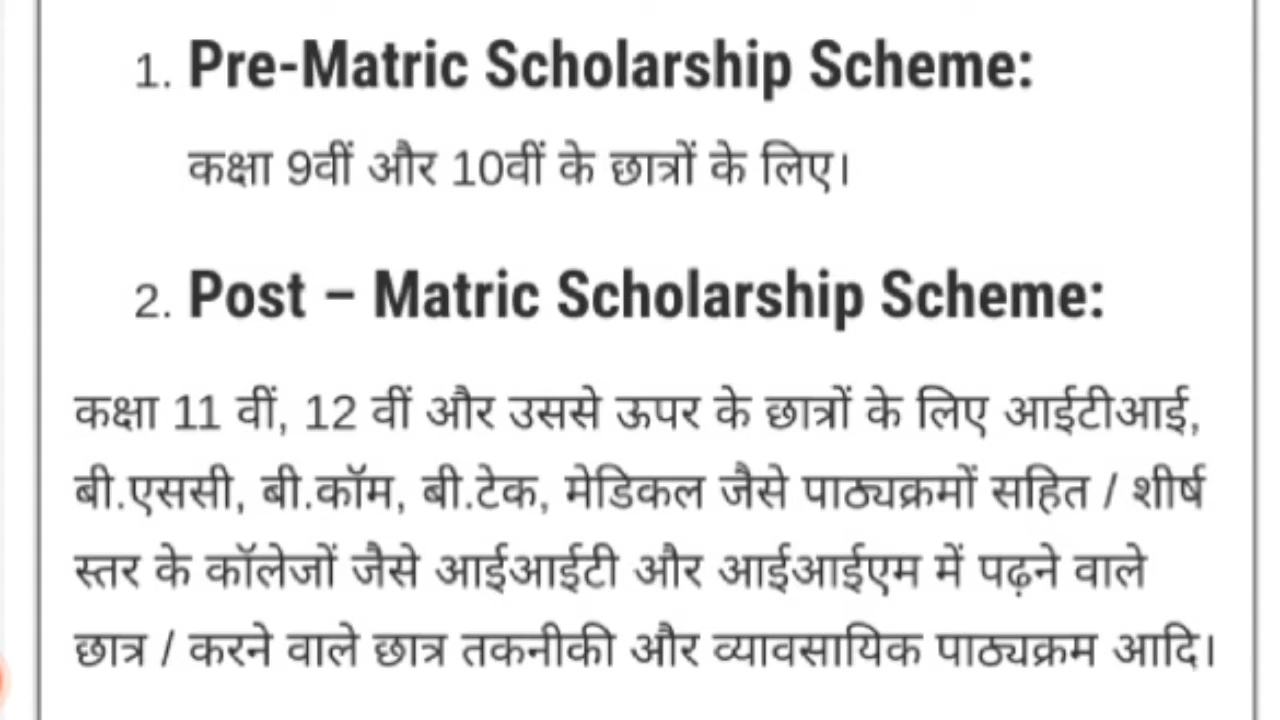 1. Pre-Matric Scholarship Scheme:
कक्षा 9वीं और 10वीं के छात्रों के लिए।
2. Post – Matric Scholarship Scheme:
कक्षा 11 वीं, 12 वीं और उससे ऊपर के छात्रों के लिए आईटीआई,
बी.एससी, बी.कॉम, बी.टेक, मेडिकल जैसे पाठ्यक्रमों सहित / शीर्ष
स्तर के कॉलेजों जैसे आईआईटी और आईआईएम में पढ़ने वाले
छात्र / करने वाले छात्र तकनीकी और व्यावसायिक पाठ्यक्रम आदि।